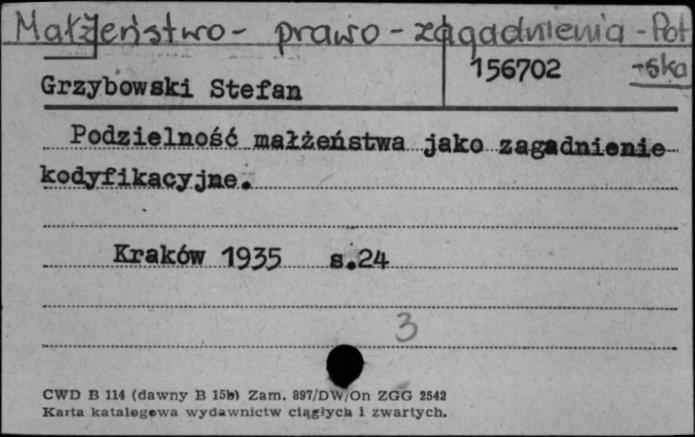 Małżeństwo - prawo - zagadnienia - Pol
-ska
156702
Grzybowski Stefan
Podzielność małżeństwa jako zagadnienie
kodyfikacyjne.
Kraków 1935 s.24
3
CWD B 114 (dawny B 15b) Zam. 897/DW/On ZGG 2542
Karta katalogowa wydawnictw ciągłych i zwartych.